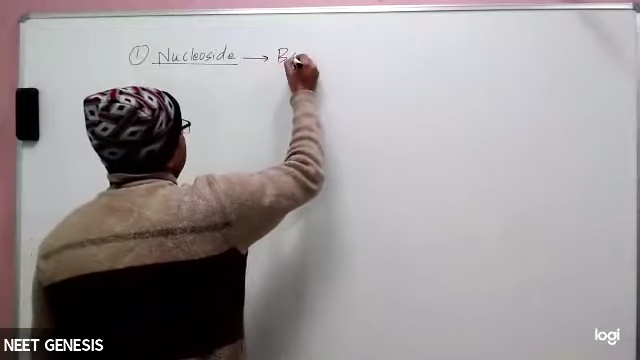 ① Nucleoside →
NEET GENESIS
logi